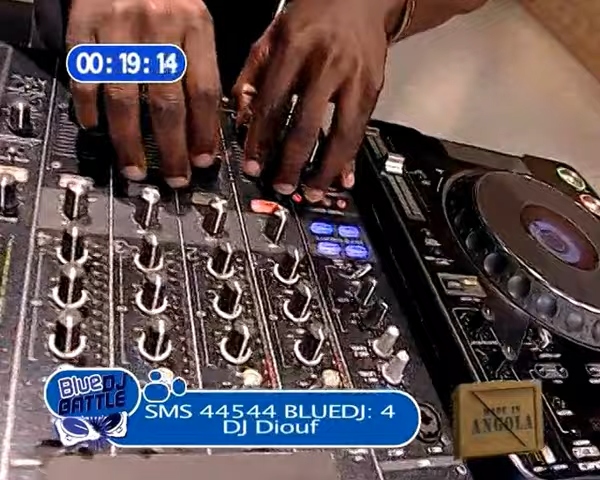 00:19:14
BLUE DJ
BATTLE
SMS 44544 BLUEDJ: 4
DJ Diouf
MADE IN
ANGOLA